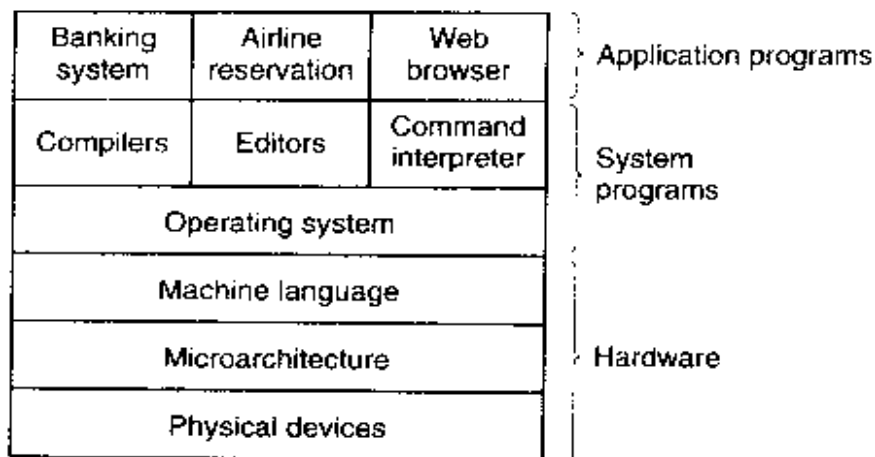 Banking system
Airline reservation
Web browser
Application programs
Compilers
Editors
Command interpreter
System programs
Operating system
Machine language
Microarchitecture
Hardware
Physical devices